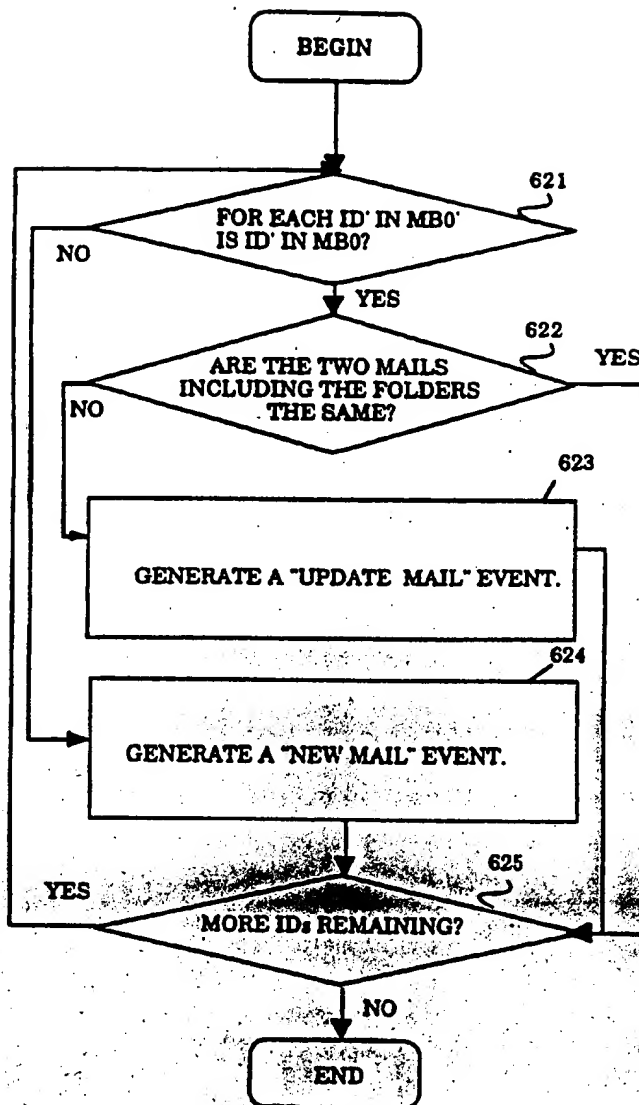 BEGIN
621
FOR EACH ID' IN MB0'
IS ID' IN MB0?
NO
YES
622
ARE THE TWO MAILS
INCLUDING THE FOLDERS
THE SAME?
YES
NO
623
GENERATE A "UPDATE MAIL" EVENT.
624
GENERATE A "NEW MAIL" EVENT.
YES
625
MORE IDs REMAINING?
NO
END